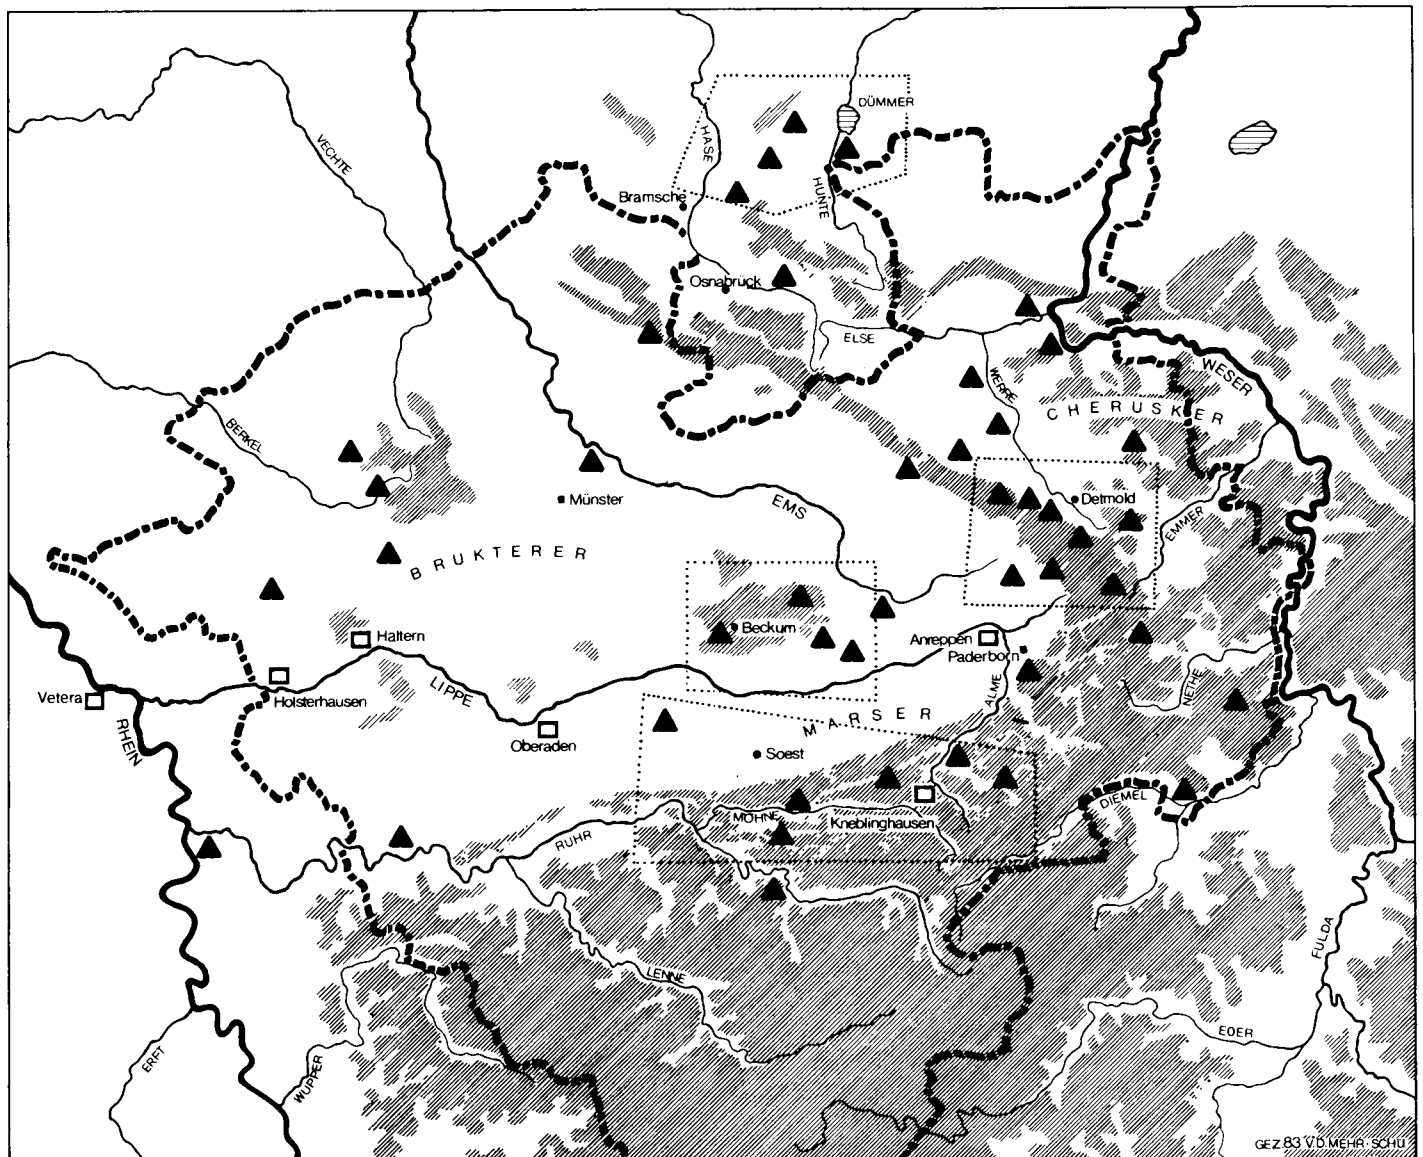 DÜMMER
VECHTE
HASE
HUNTE
Bramsche
Osnabrück
ELSE
WESER
WERRE
CHERUSKER
BERKEL
Münster
EMS
Detmold
EMMER
BRUKTERER
Beckum
Haltern
Anreppen
Paderborn
Vetera
Holsterhausen
LIPPE
ALME
NETHE
RHEIN
Oberaden
MARSER
Soest
DIEMEL
MÖHNE
Kneblinghausen
RUHR
FULDA
LENNE
EDER
ERFT
WUPPER
GEZ.83 V.D.MEHR·SCHÜ